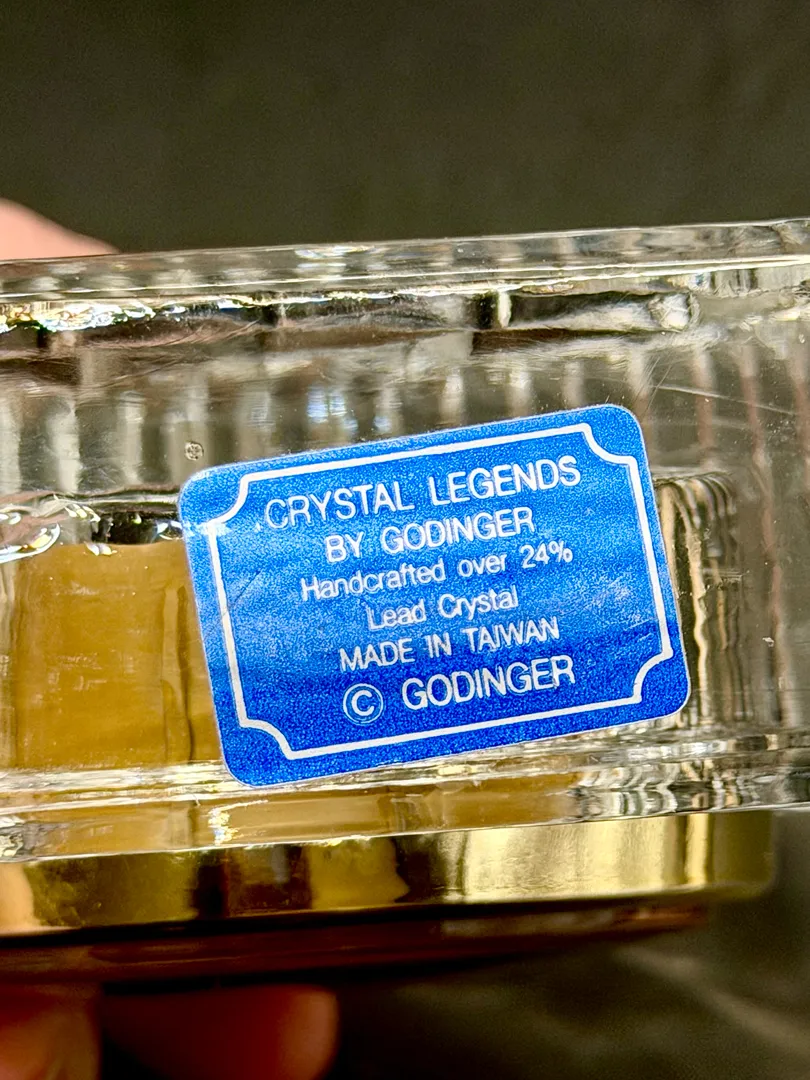 CRYSTAL LEGENDS
BY GODINGER
Handcrafted over 24%
Lead Crystal
MADE IN TAIWAN
© GODINGER